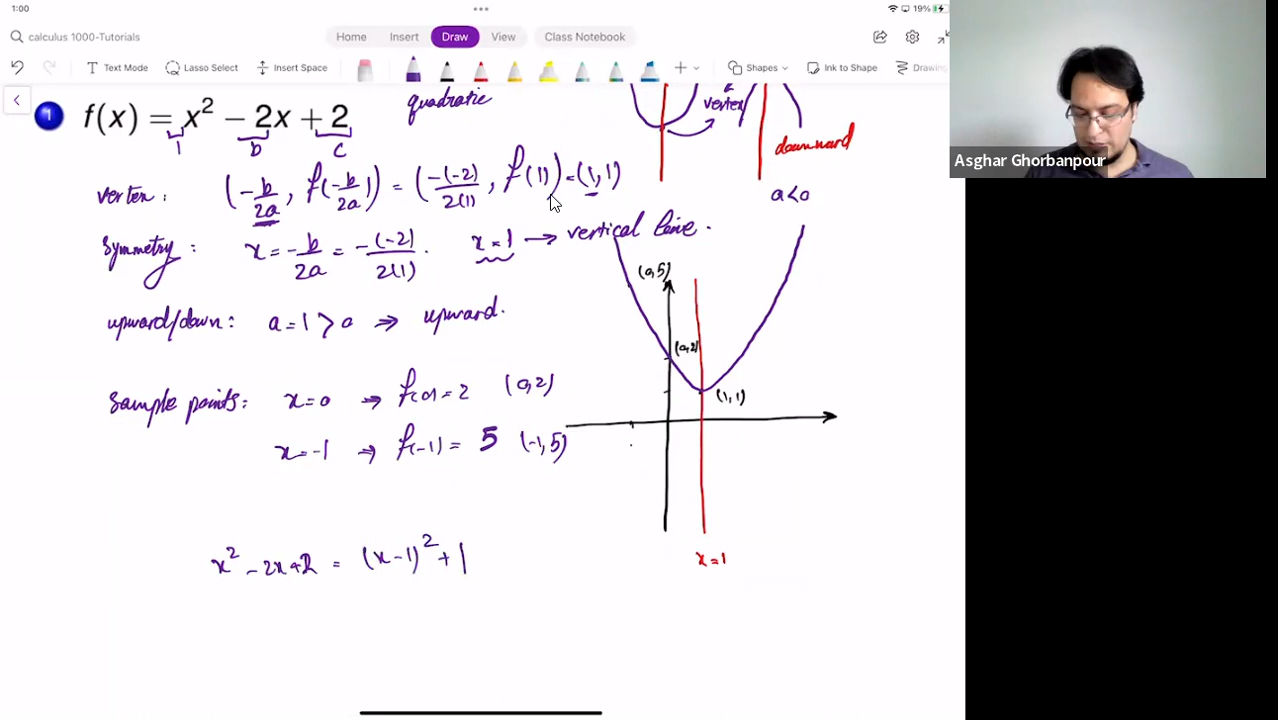 1:00
19%
calculus 1000-Tutorials
Home Insert Draw View Class Notebook
Text Mode Lasso Select Insert Space Shapes Ink to Shape Drawing
1 f(x) = x² − 2x + 2
1 b c
quadratic
vertex
downward
a<0
Asghar Ghorbanpour
vertex: (-b/2a, f(-b/2a)) = (-(-2)/2(1), f(1)) = (1,1)
symmetry: x = -b/2a = -(-2)/2(1). x=1 → vertical line.
upward/down: a=1>0 ⇒ upward.
sample points: x=0 ⇒ f(0)=2 (0,2)
x=-1 ⇒ f(-1)= 5 (-1,5)
x² - 2x+2 = (x-1)² + 1
(0,5)
(0,2)
(1,1)
x=1